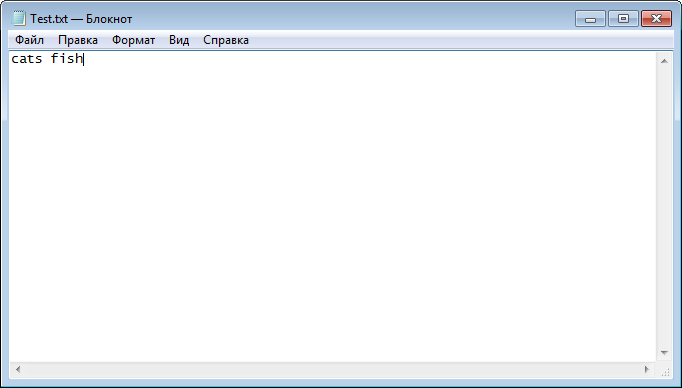 Test.txt — Блокнот
Файл Правка Формат Вид Справка
cats fish